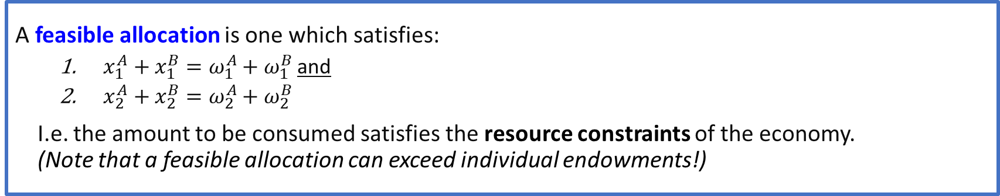 A feasible allocation is one which satisfies:
1. $x_1^A + x_1^B = \omega_1^A + \omega_1^B$ and
2. $x_2^A + x_2^B = \omega_2^A + \omega_2^B$
I.e. the amount to be consumed satisfies the resource constraints of the economy.
(Note that a feasible allocation can exceed individual endowments!)